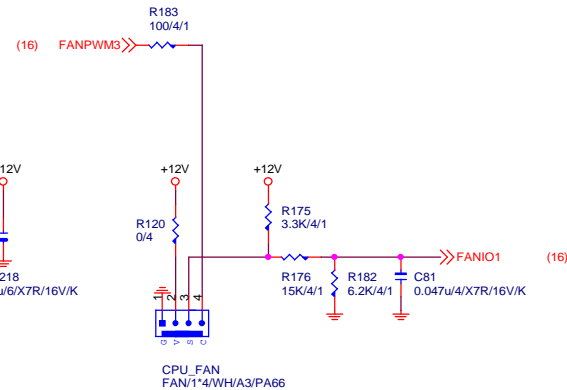 R183
100/4/1
(16) FANPWM3
12V
+12V
+12V
R120
0/4
R175
3.3K/4/1
FANIO1 (16)
218
u/6/X7R/16V/K
R176
15K/4/1
R182
6.2K/4/1
C81
0.047u/4/X7R/16V/K
1 2 3 4
G V S C
CPU_FAN
FAN/1*4/WH/A3/PA66